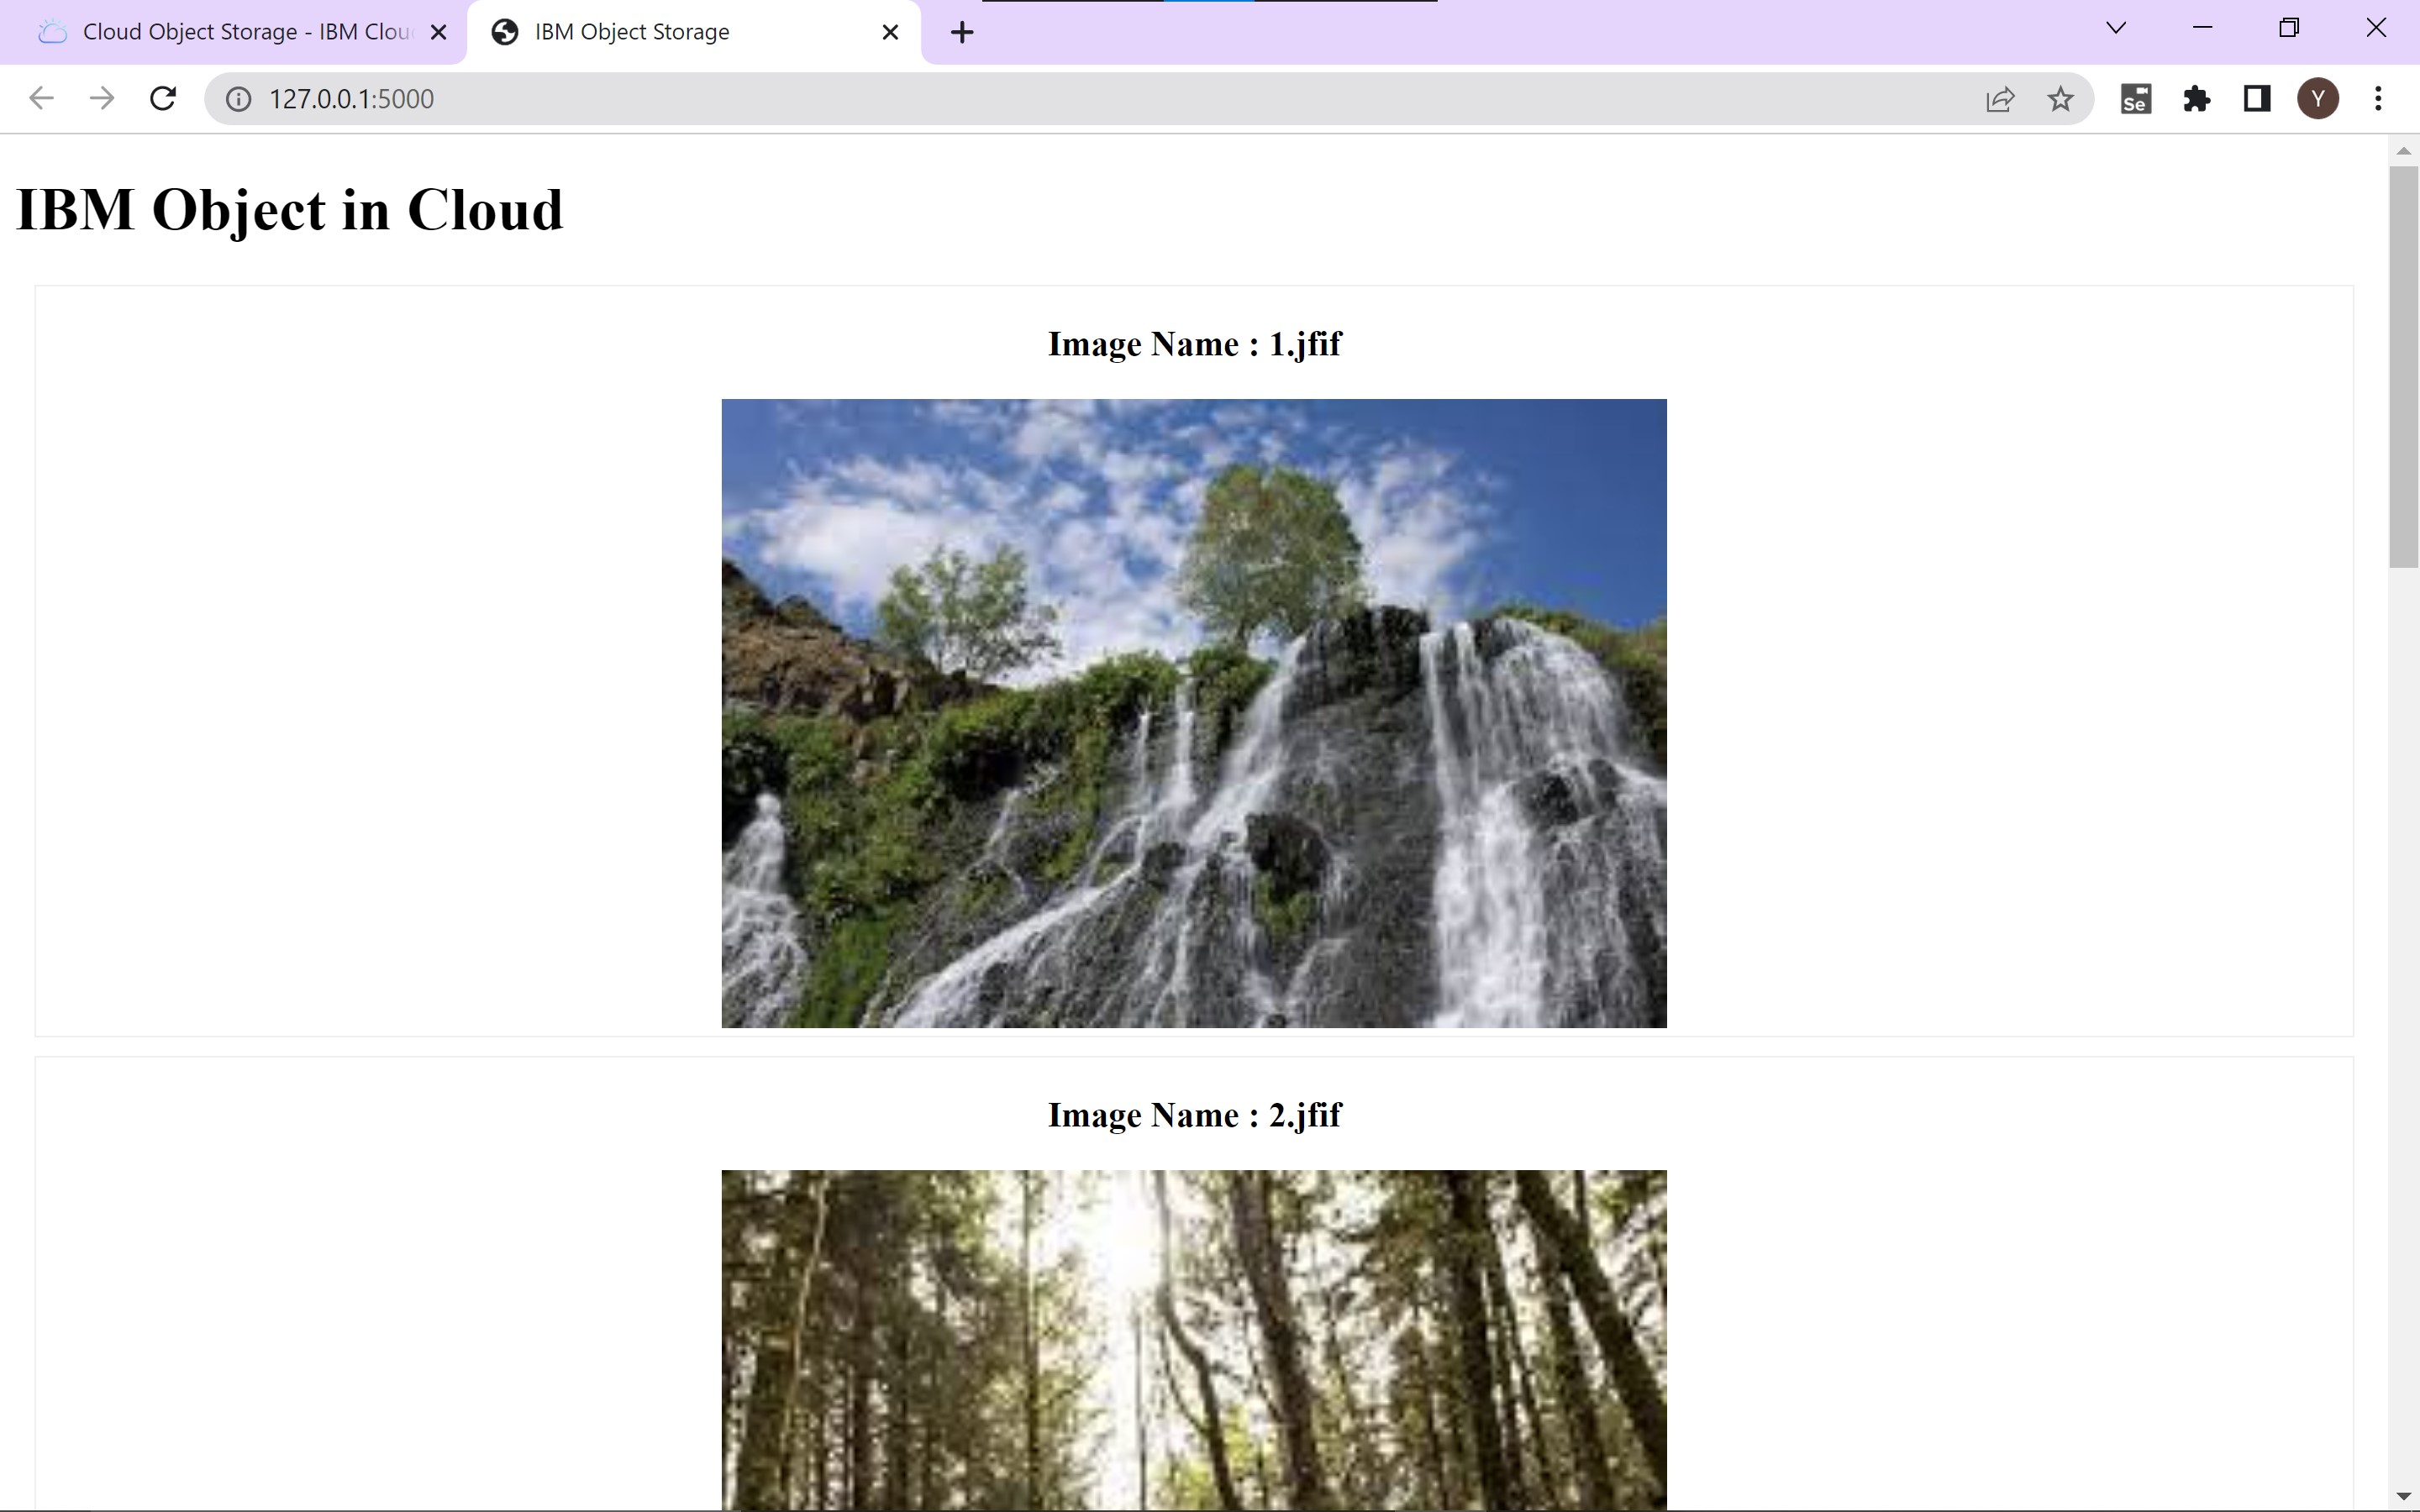 Cloud Object Storage - IBM Clou
IBM Object Storage
127.0.0.1:5000
Se
Y
IBM Object in Cloud
Image Name : 1.jfif
Image Name : 2.jfif